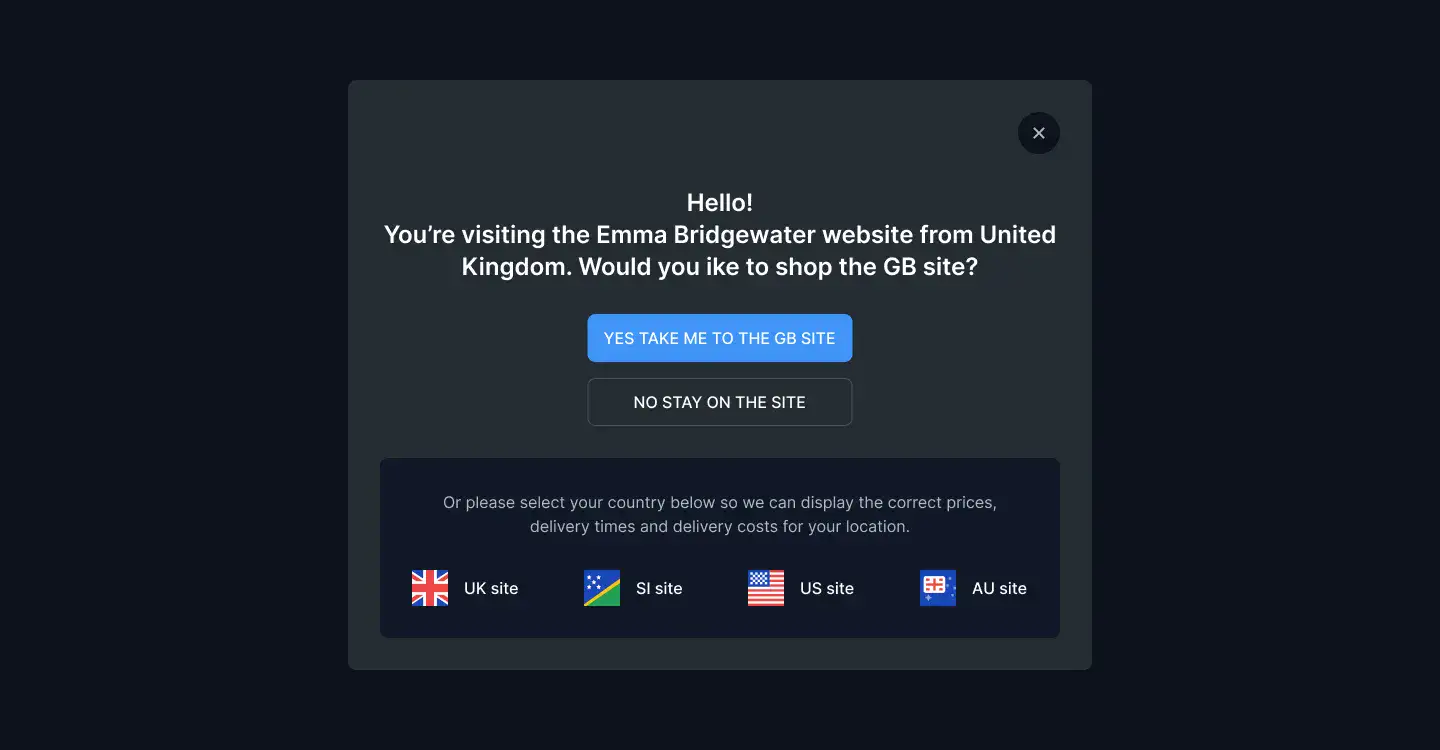 Hello!
You’re visiting the Emma Bridgewater website from United
Kingdom. Would you ike to shop the GB site?
YES TAKE ME TO THE GB SITE
NO STAY ON THE SITE
Or please select your country below so we can display the correct prices,
delivery times and delivery costs for your location.
UK site
SI site
US site
AU site